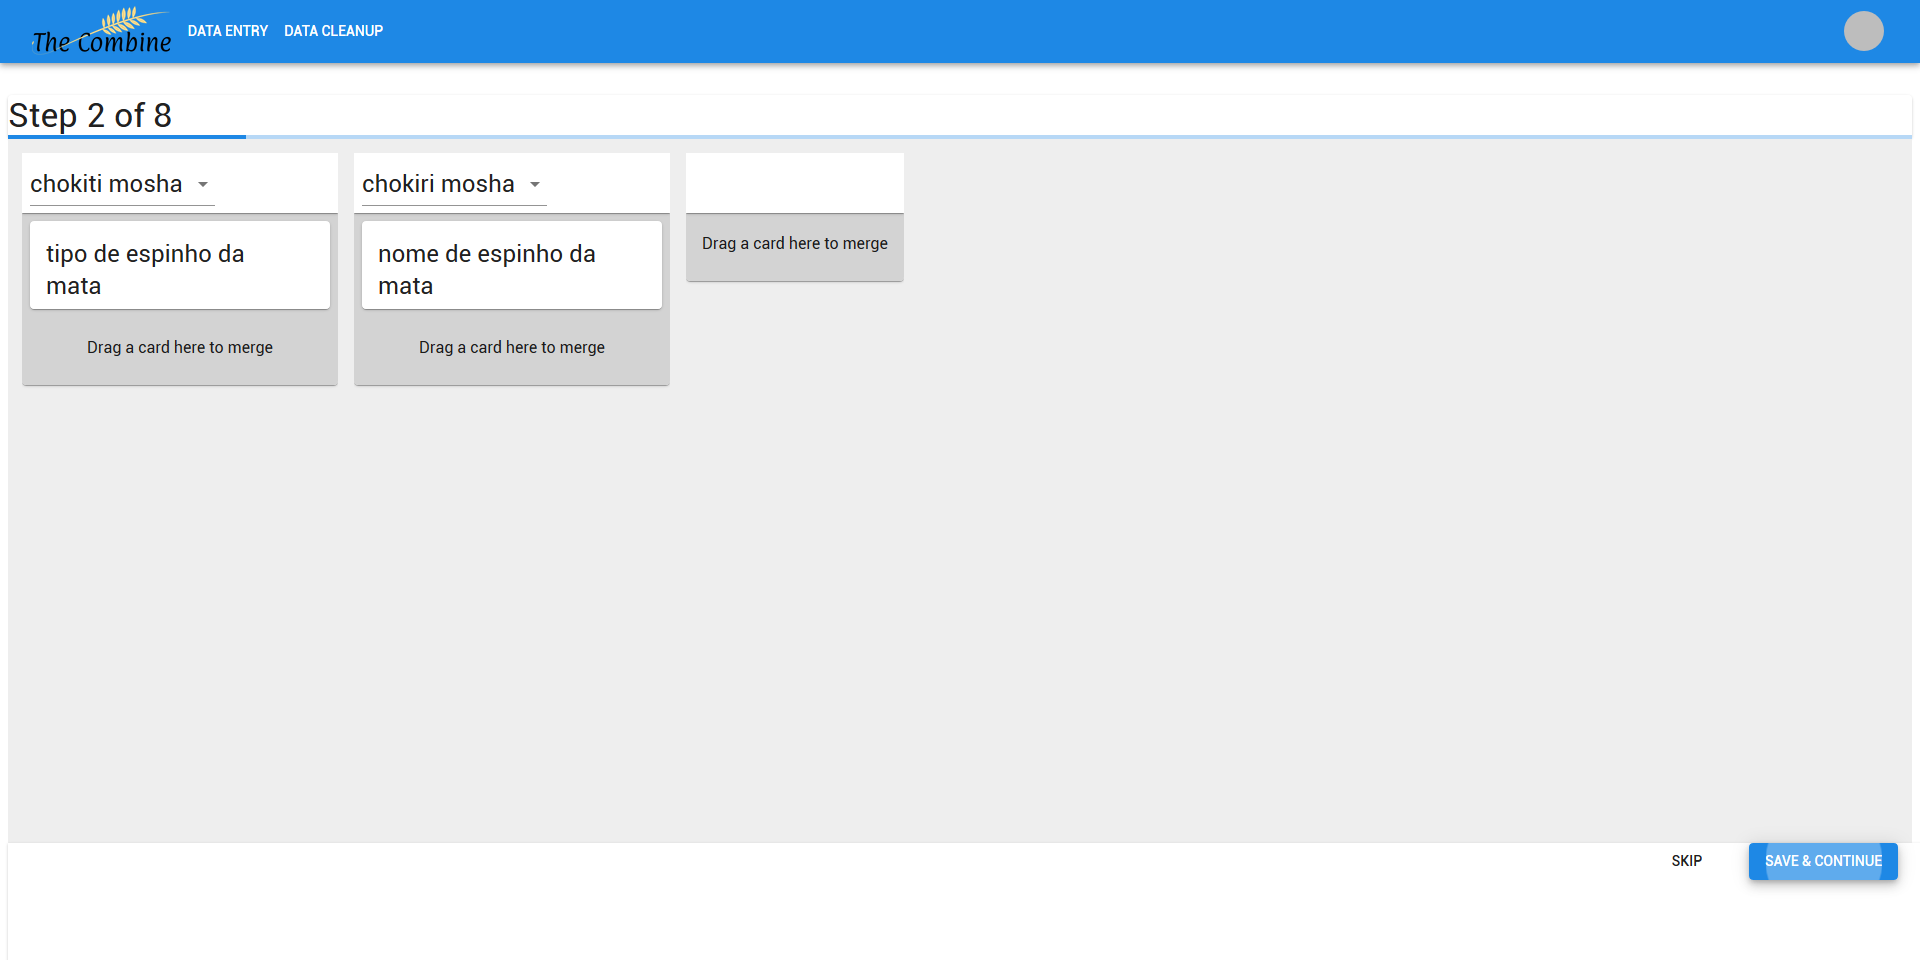 The Combine
DATA ENTRY
DATA CLEANUP
Step 2 of 8
chokiti mosha
tipo de espinho da
mata
Drag a card here to merge
chokiri mosha
nome de espinho da
mata
Drag a card here to merge
Drag a card here to merge
SKIP
SAVE & CONTINUE